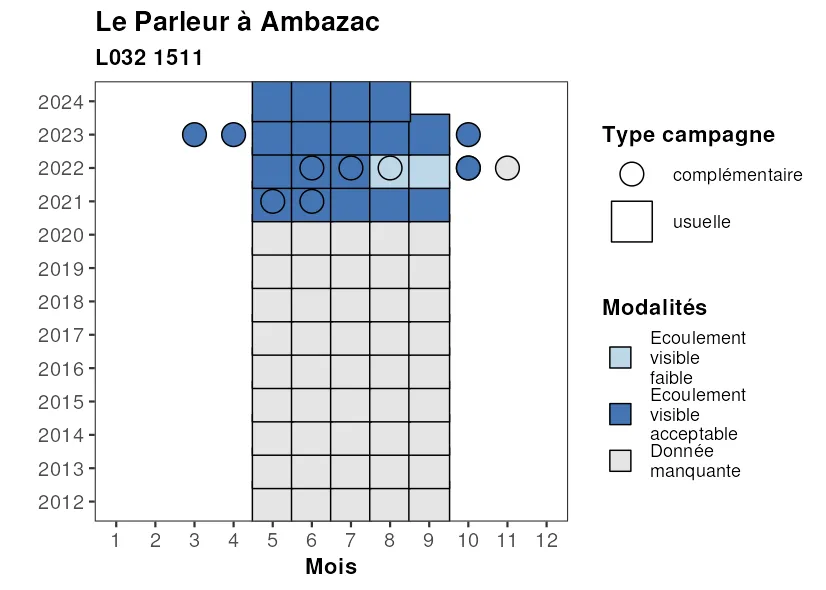 Le Parleur à Ambazac
L032 1511
2024
2023
2022
2021
2020
2019
2018
2017
2016
2015
2014
2013
2012
1 2 3 4 5 6 7 8 9 10 11 12
Mois
Type campagne
complémentaire
usuelle
Modalités
Ecoulement
visible
faible
Ecoulement
visible
acceptable
Donnée
manquante